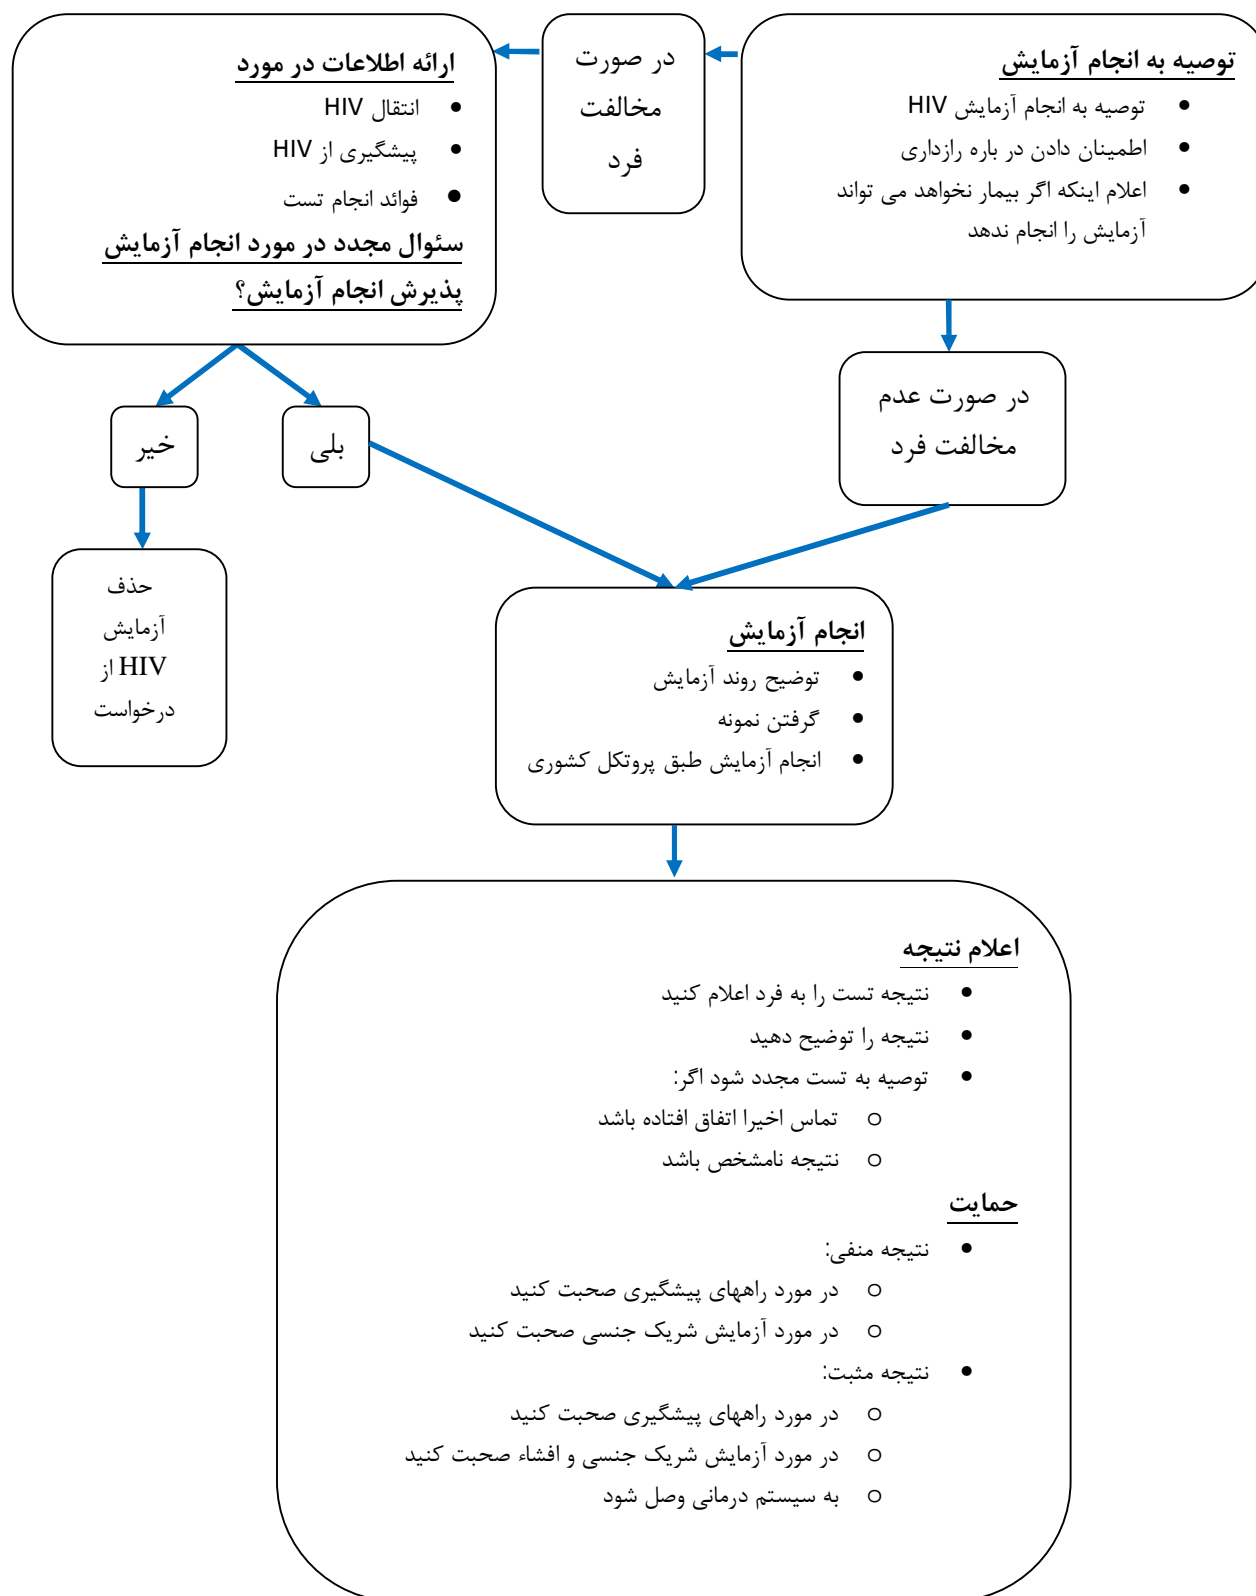 توصیه به انجام آزمایش
• توصیه به انجام آزمایش HIV
• اطمینان دادن در باره رازداری
• اعلام اینکه اگر بیمار نخواهد می تواند
آزمایش را انجام ندهد
در صورت
مخالفت
فرد
ارائه اطلاعات در مورد
• انتقال HIV
• پیشگیری از HIV
• فوائد انجام تست
سئوال مجدد در مورد انجام آزمایش
پذیرش انجام آزمایش؟
در صورت عدم
مخالفت فرد
بلی
خیر
حذف
آزمایش
HIV از
درخواست
انجام آزمایش
• توضیح روند آزمایش
• گرفتن نمونه
• انجام آزمایش طبق پروتکل کشوری
اعلام نتیجه
• نتیجه تست را به فرد اعلام کنید
• نتیجه را توضیح دهید
• توصیه به تست مجدد شود اگر:
o تماس اخیرا اتفاق افتاده باشد
o نتیجه نامشخص باشد
حمایت
• نتیجه منفی:
o در مورد راههای پیشگیری صحبت کنید
o در مورد آزمایش شریک جنسی صحبت کنید
• نتیجه مثبت:
o در مورد راههای پیشگیری صحبت کنید
o در مورد آزمایش شریک جنسی و افشاء صحبت کنید
o به سیستم درمانی وصل شود